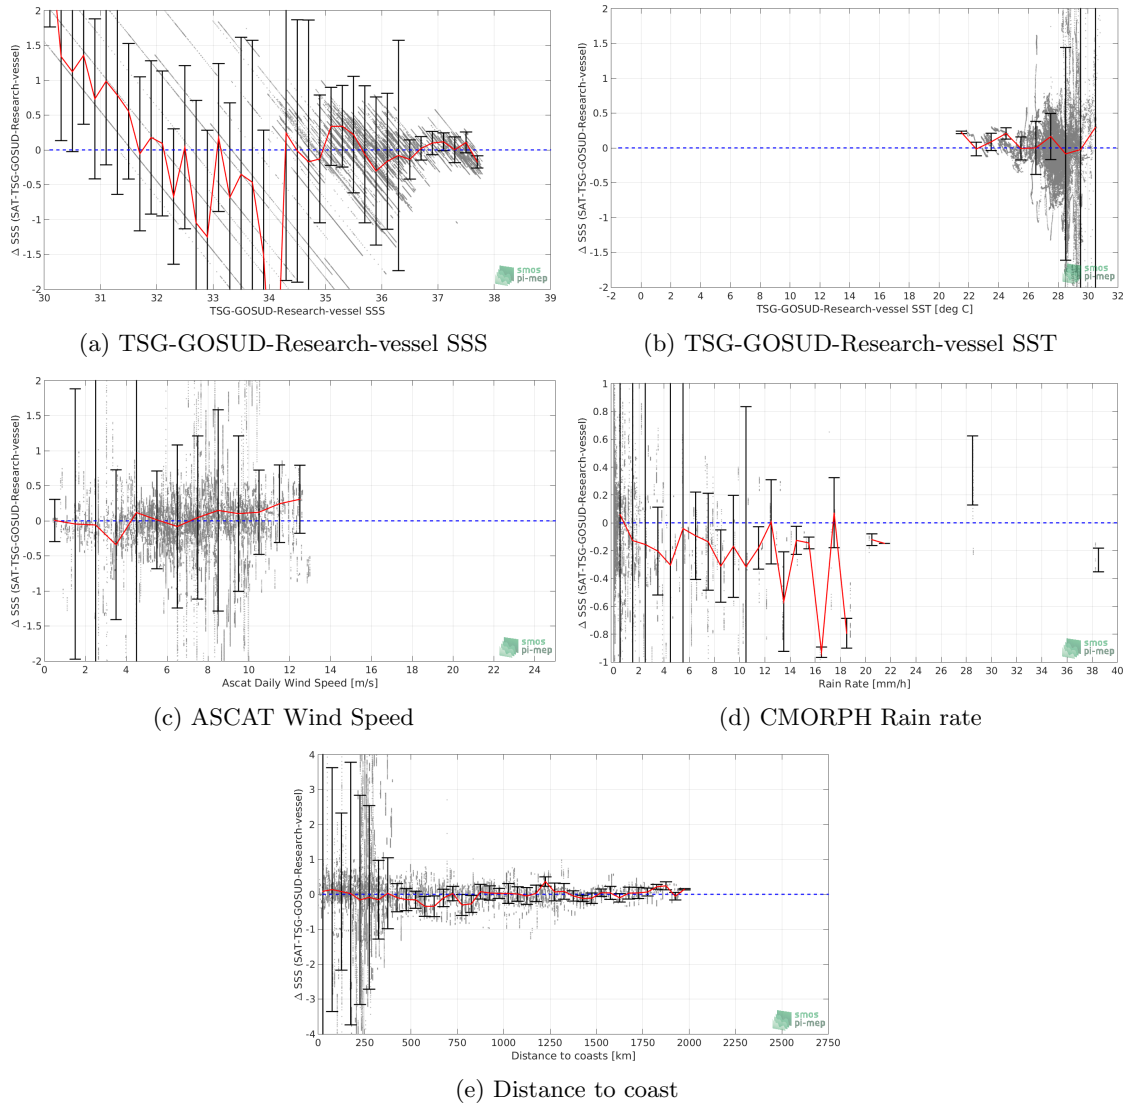 2
1.5
1
0.5
0
-0.5
-1
-1.5
-2
Δ SSS (SAT-TSG-GOSUD-Research-vessel)
30 31 32 33 34 35 36 37 38 39
TSG-GOSUD-Research-vessel SSS
smos
pi-mep
(a) TSG-GOSUD-Research-vessel SSS
2
1.5
1
0.5
0
-0.5
-1
-1.5
-2
Δ SSS (SAT-TSG-GOSUD-Research-vessel)
-2 0 2 4 6 8 10 12 14 16 18 20 22 24 26 28 30 32
TSG-GOSUD-Research-vessel SST [deg C]
smos
pi-mep
(b) TSG-GOSUD-Research-vessel SST
2
1.5
1
0.5
0
-0.5
-1
-1.5
-2
Δ SSS (SAT-TSG-GOSUD-Research-vessel)
0 2 4 6 8 10 12 14 16 18 20 22 24
Ascat Daily Wind Speed [m/s]
smos
pi-mep
(c) ASCAT Wind Speed
1
0.8
0.6
0.4
0.2
0
-0.2
-0.4
-0.6
-0.8
-1
Δ SSS (SAT-TSG-GOSUD-Research-vessel)
0 2 4 6 8 10 12 14 16 18 20 22 24 26 28 30 32 34 36 38 40
Rain Rate [mm/h]
smos
pi-mep
(d) CMORPH Rain rate
4
3
2
1
0
-1
-2
-3
-4
Δ SSS (SAT-TSG-GOSUD-Research-vessel)
0 250 500 750 1000 1250 1500 1750 2000 2250 2500 2750
Distance to coasts [km]
smos
pi-mep
(e) Distance to coast